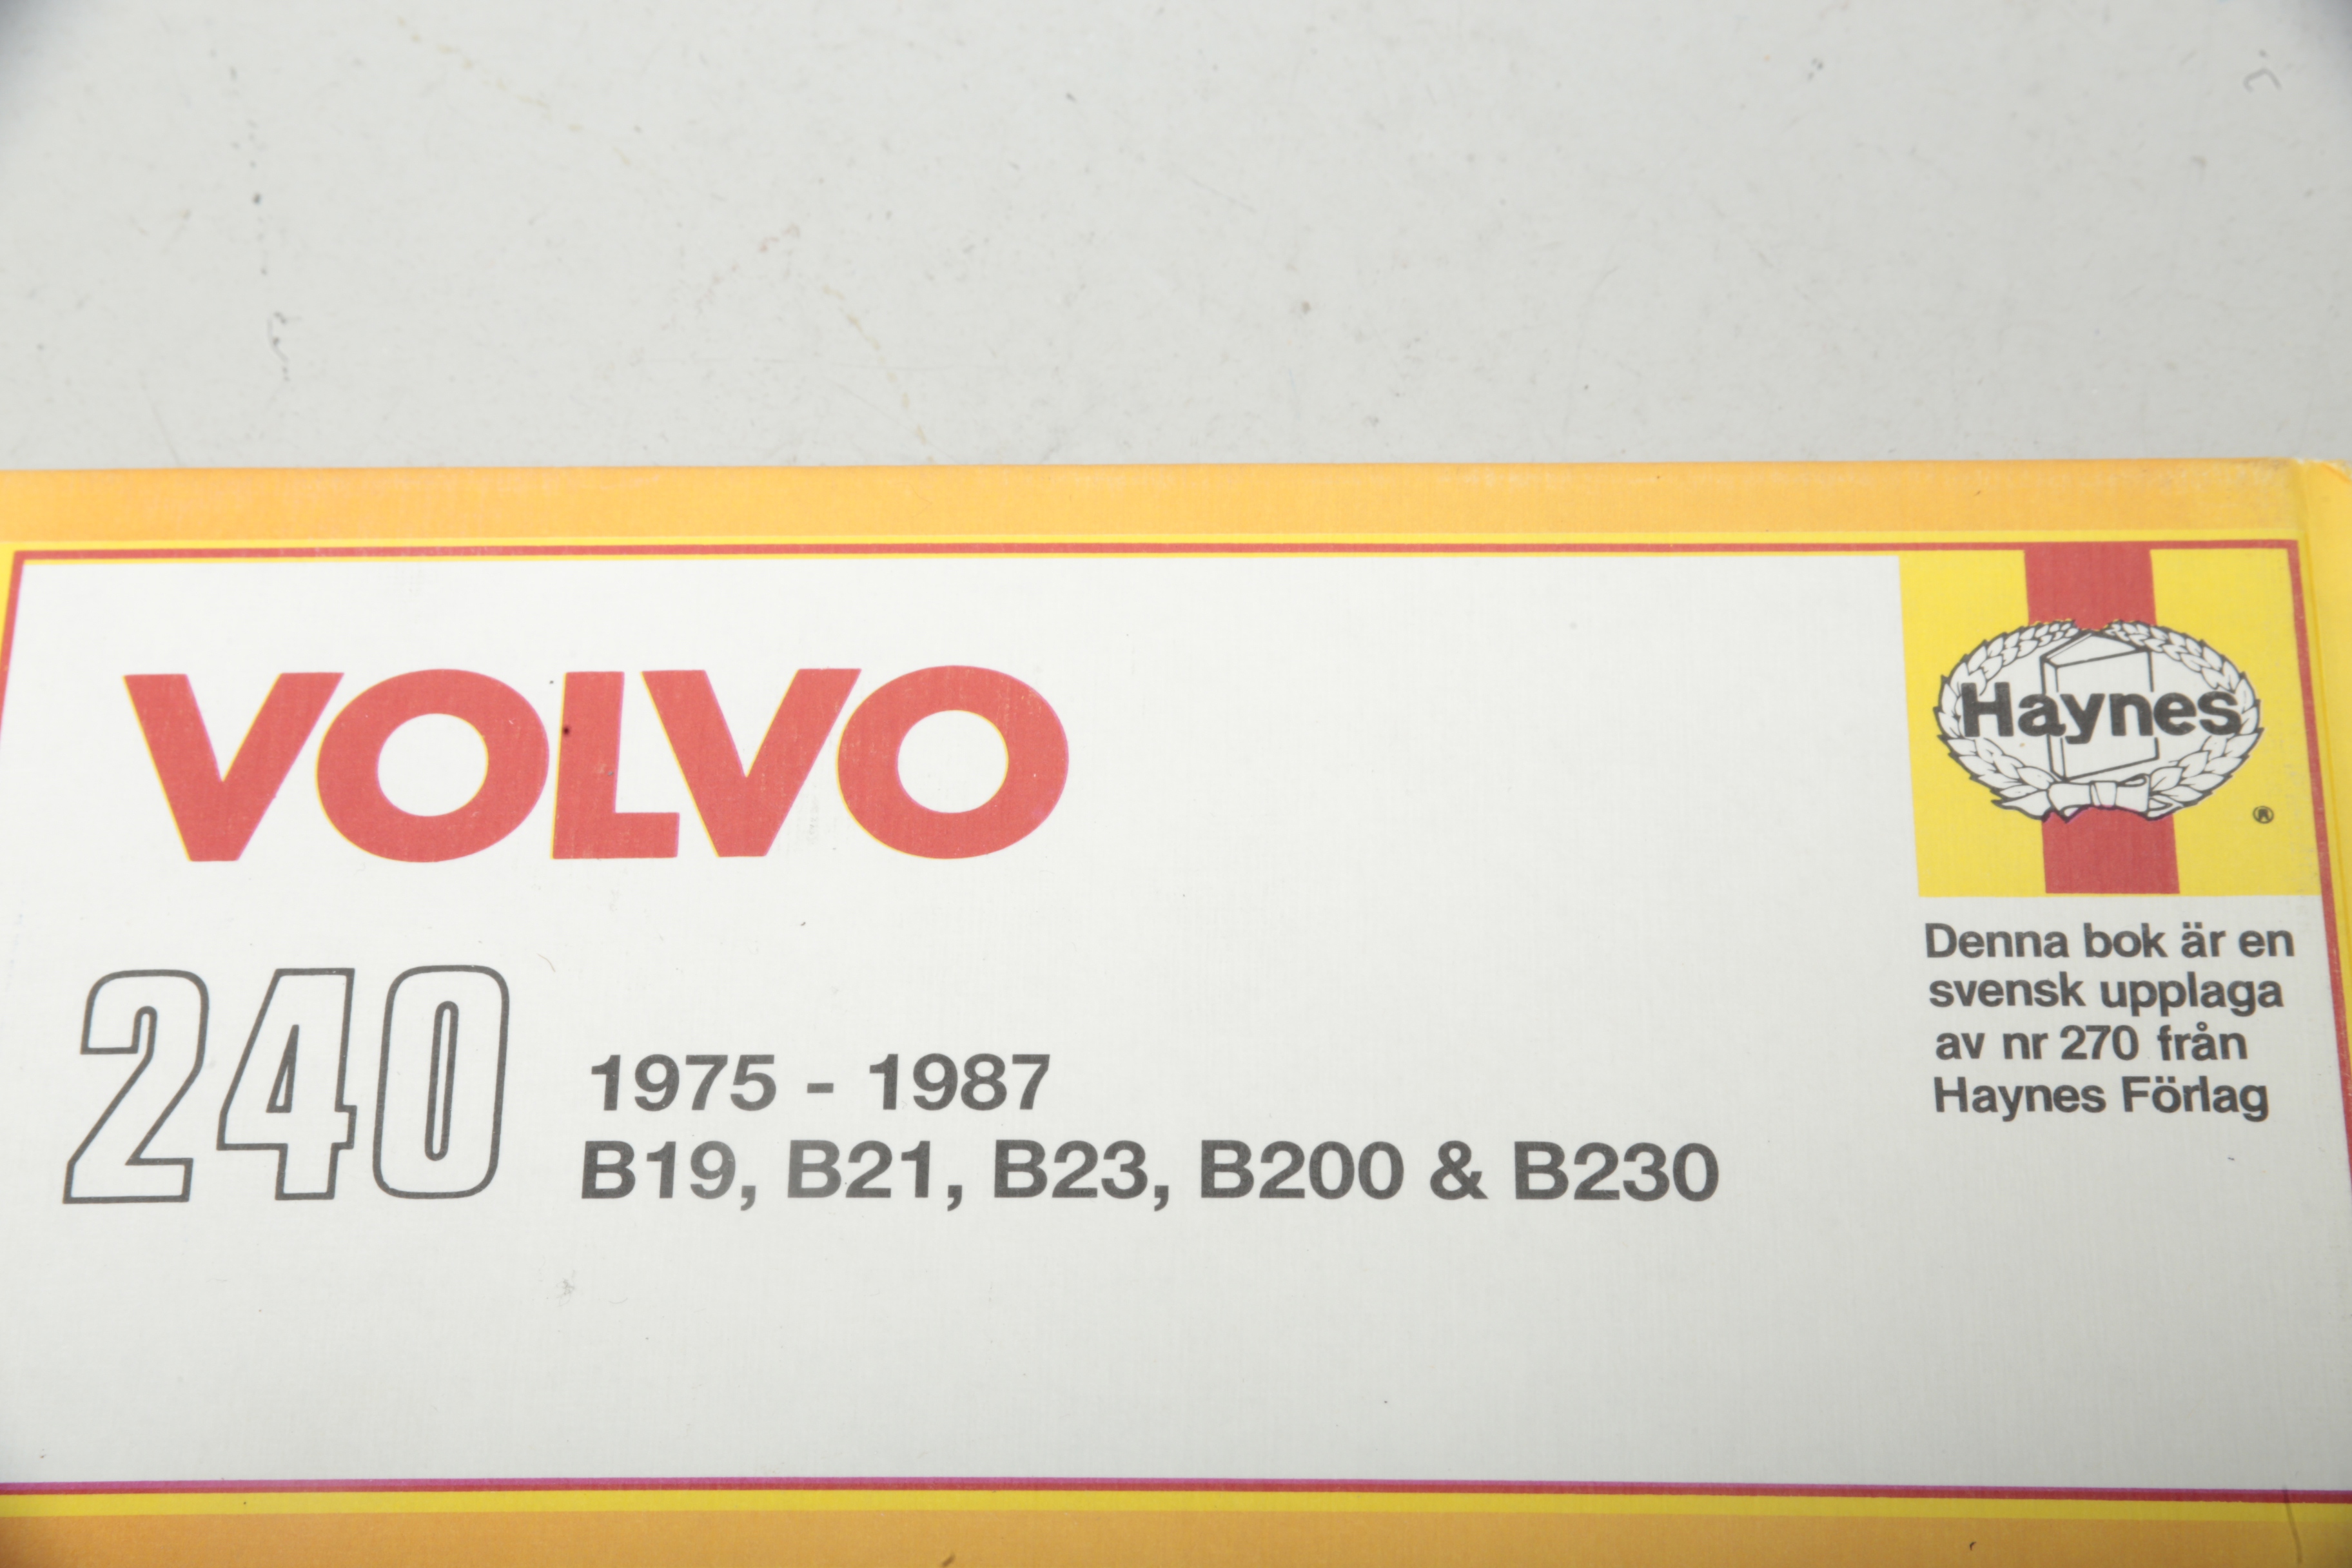 VOLVO
240
1975 - 1987
B19, B21, B23, B200 & B230
Haynes
®
Denna bok är en
svensk upplaga
av nr 270 från
Haynes Förlag